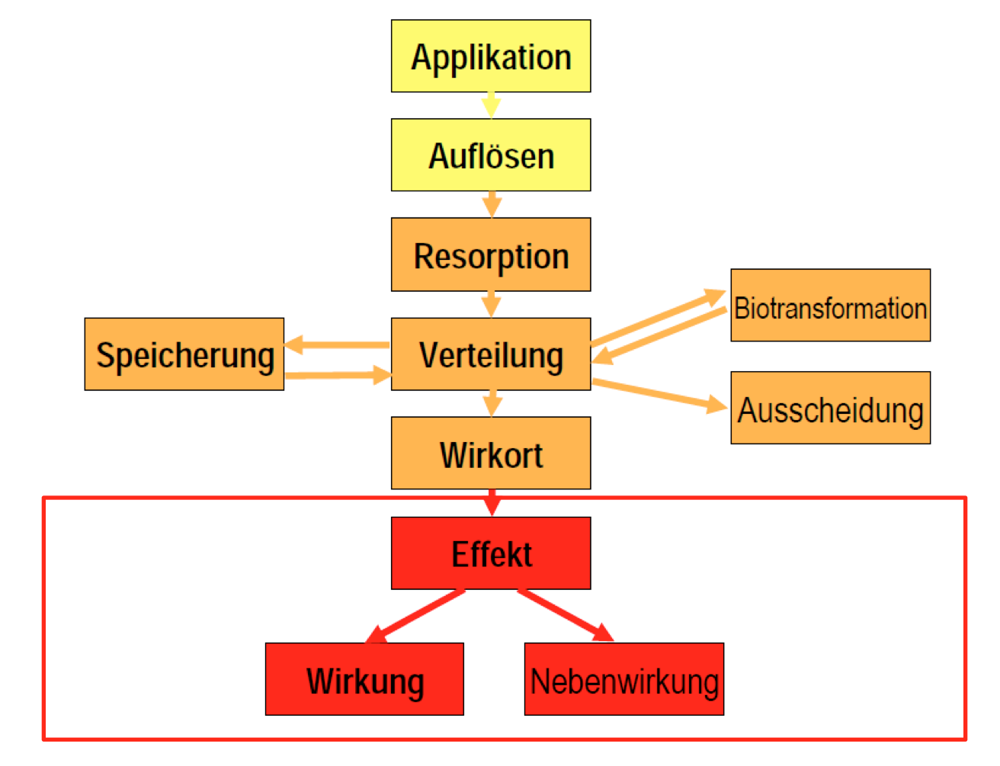 Applikation
Auflösen
Resorption
Biotransformation
Speicherung
Verteilung
Ausscheidung
Wirkort
Effekt
Wirkung
Nebenwirkung